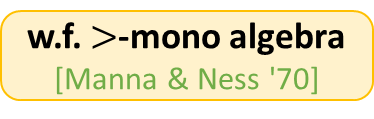 w.f. >-mono algebra
[Manna & Ness '70]